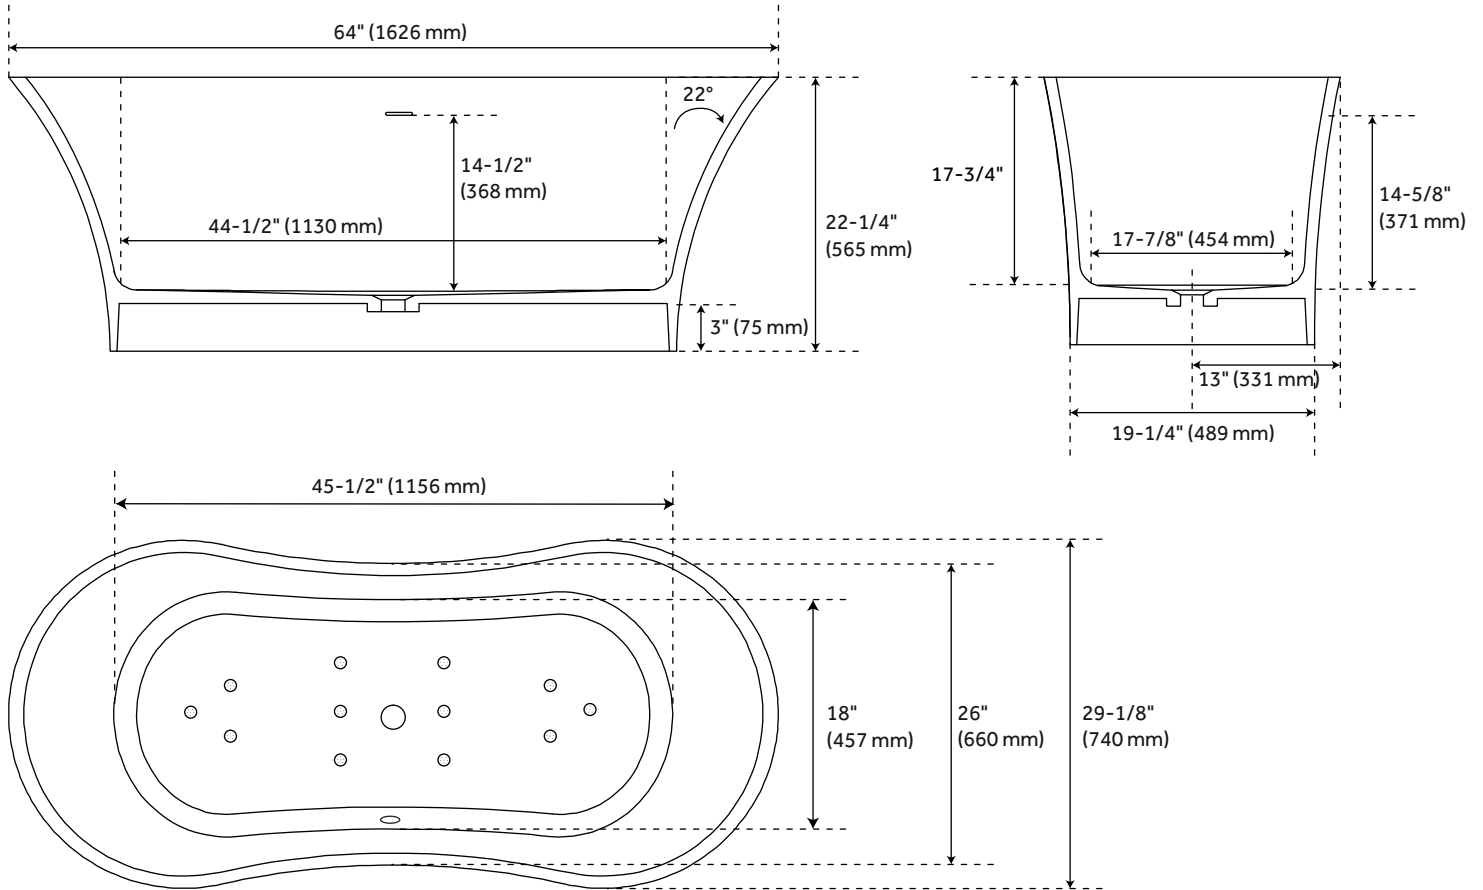 64" (1626 mm)
22°
14-1/2"
(368 mm)
44-1/2" (1130 mm)
22-1/4"
(565 mm)
3" (75 mm)
17-3/4"
14-5/8"
(371 mm)
17-7/8" (454 mm)
13" (331 mm)
19-1/4" (489 mm)
45-1/2" (1156 mm)
18"
(457 mm)
26"
(660 mm)
29-1/8"
(740 mm)